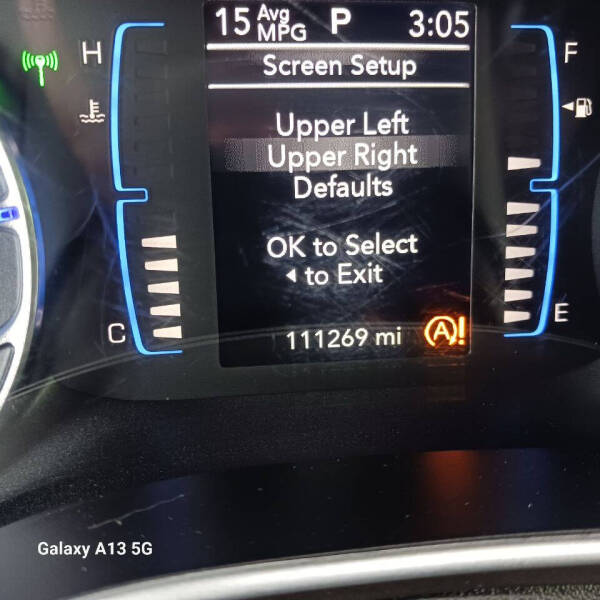 15 Avg MPG P 3:05
H
F
Screen Setup
Upper Left
Upper Right
Defaults
OK to Select
to Exit
C
E
111269 mi A!
Galaxy A13 5G